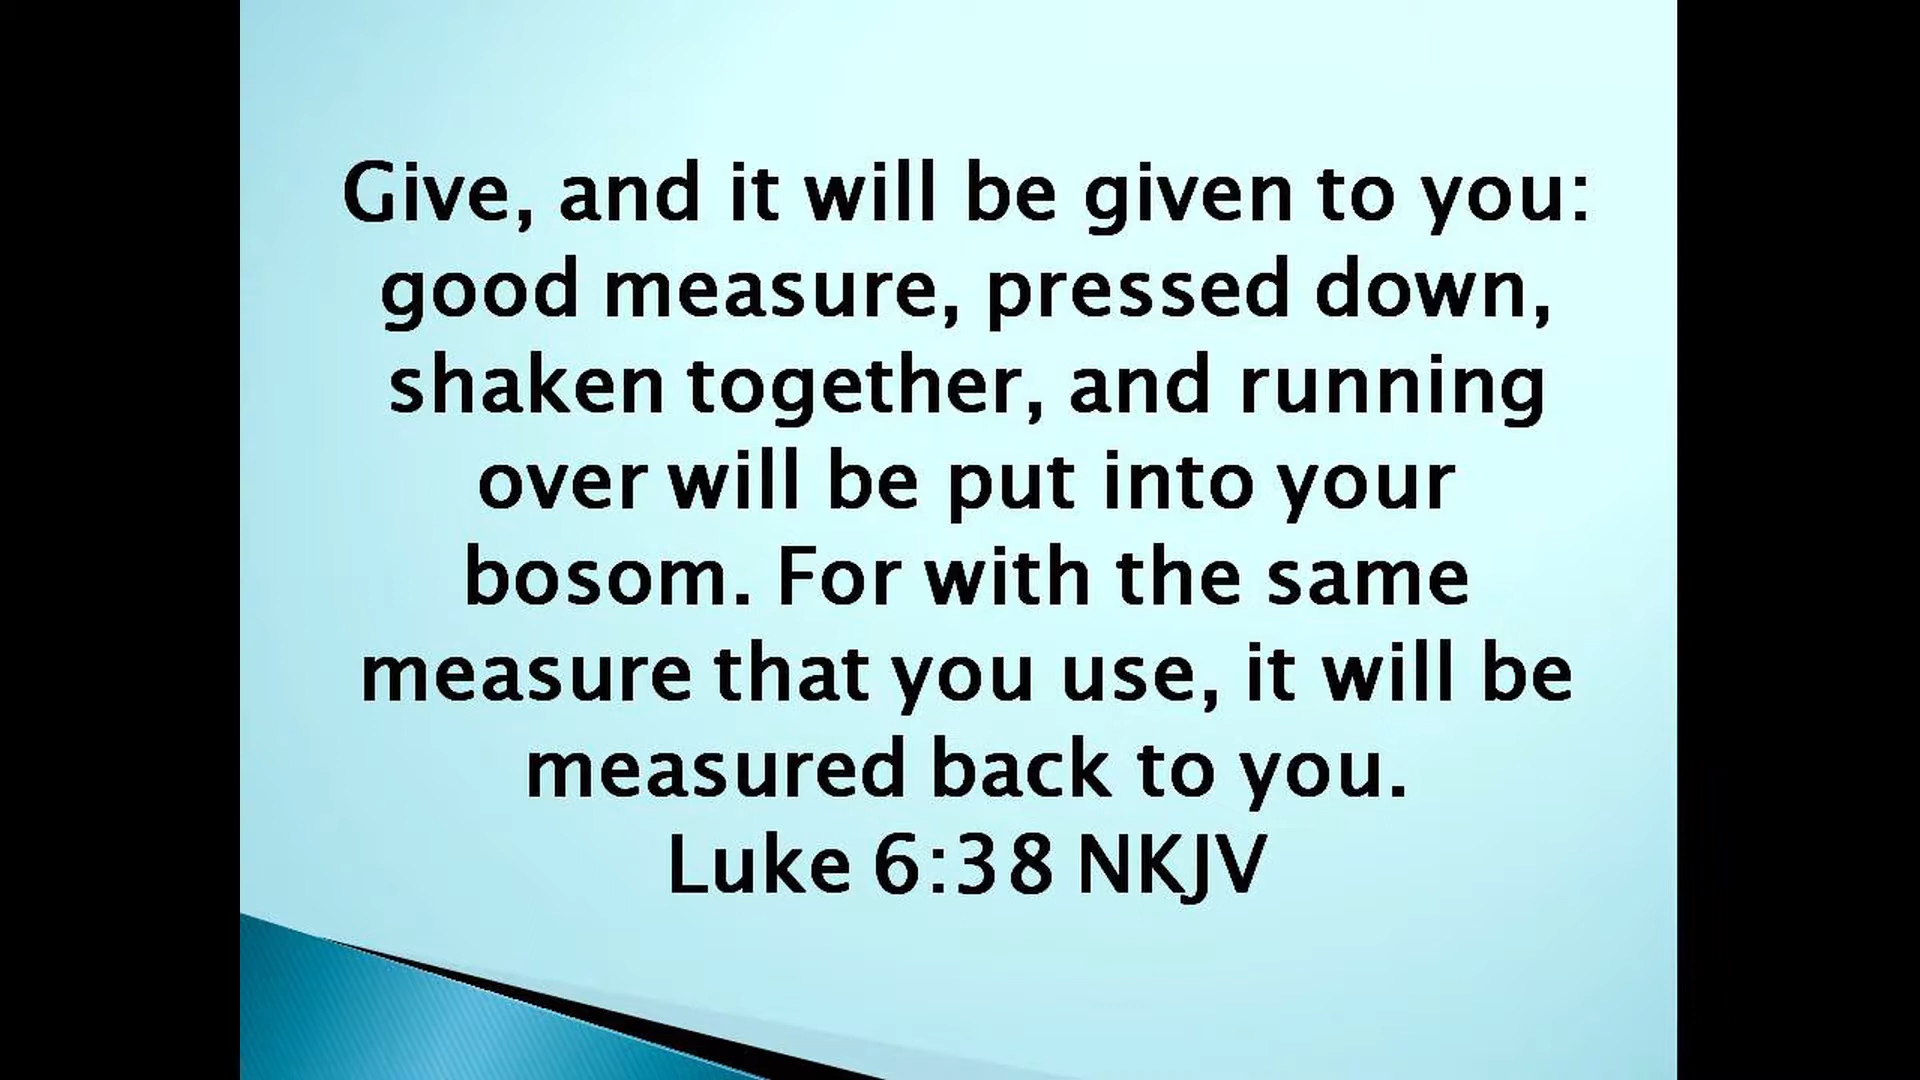 Give, and it will be given to you:
good measure, pressed down,
shaken together, and running
over will be put into your
bosom. For with the same
measure that you use, it will be
measured back to you.
Luke 6:38 NKJV